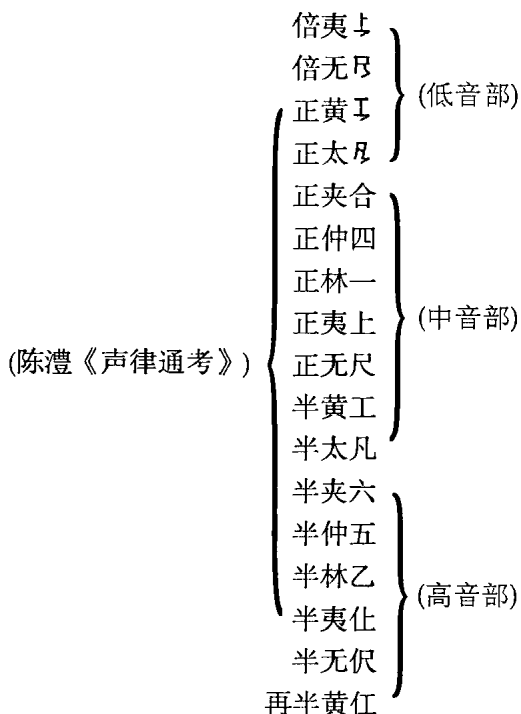 倍夷上
倍无尺
正黄工
正太凡
(低音部)
(陈澧《声律通考》)
正夹合
正仲四
正林一
正夷上
正无尺
半黄工
半太凡
(中音部)
半夹六
半仲五
半林乙
半夷仩
半无伬
再半黄仜
(高音部)